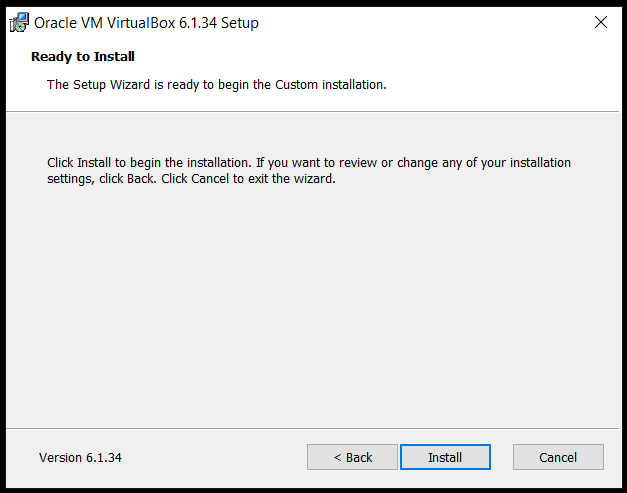 Oracle VM VirtualBox 6.1.34 Setup
Ready to Install
The Setup Wizard is ready to begin the Custom installation.
Click Install to begin the installation. If you want to review or change any of your installation
settings, click Back. Click Cancel to exit the wizard.
Version 6.1.34
< Back
Install
Cancel